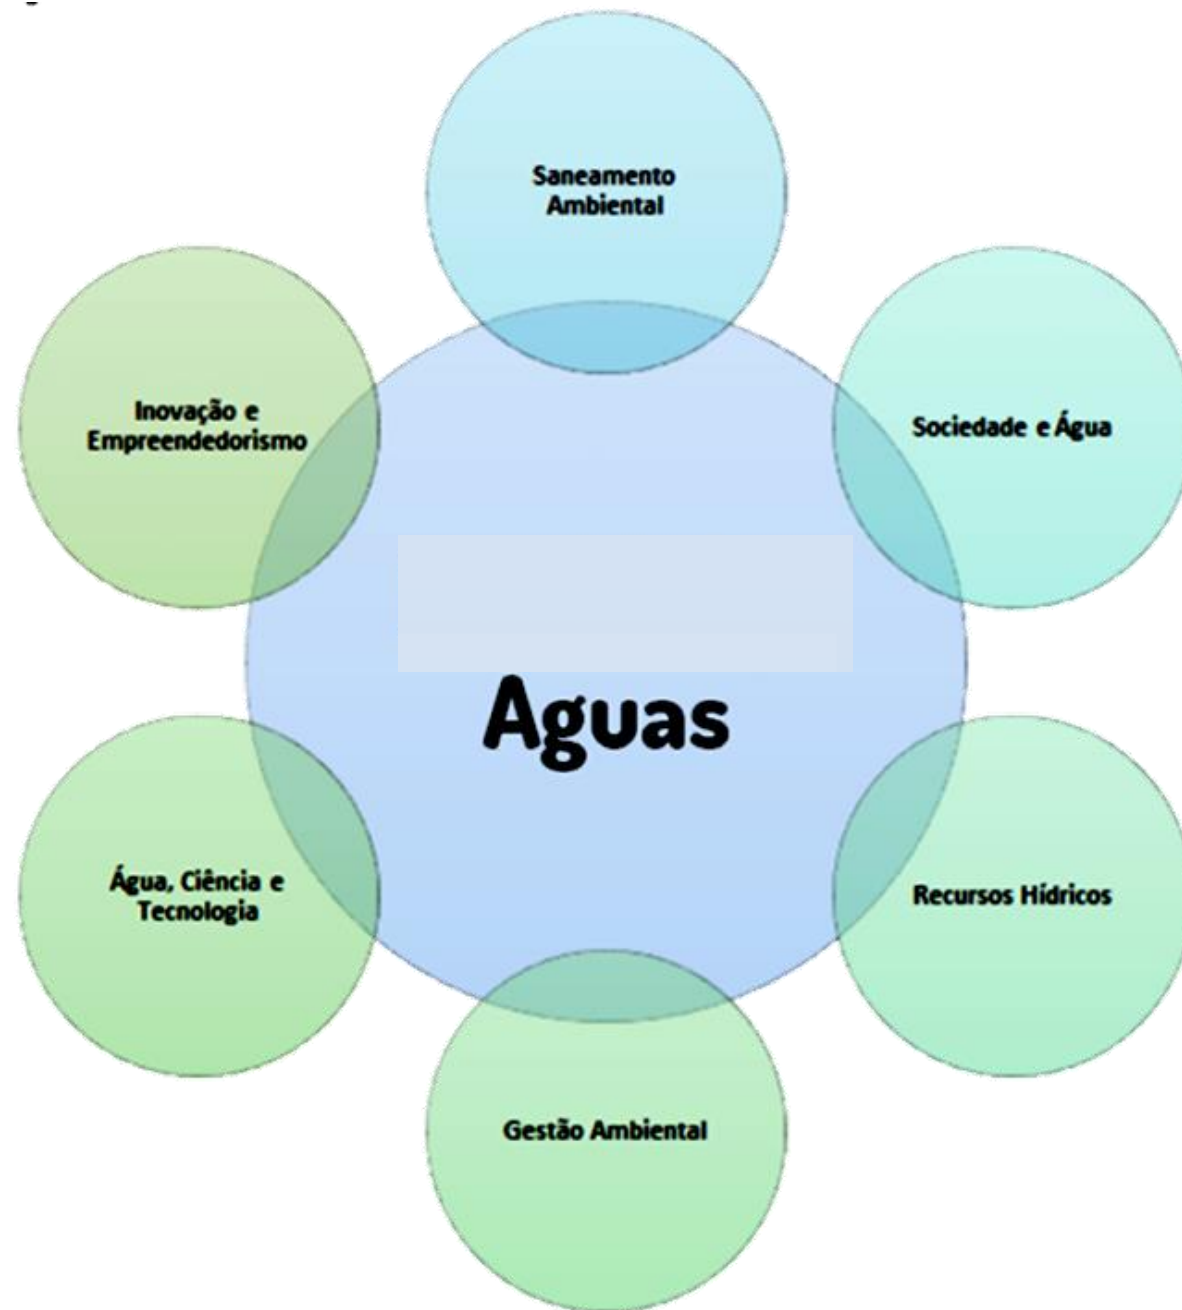 Saneamento
Ambiental
Inovação e
Empreendedorismo
Sociedade e Água
Aguas
Água, Ciência e
Tecnologia
Recursos Hídricos
Gestão Ambiental